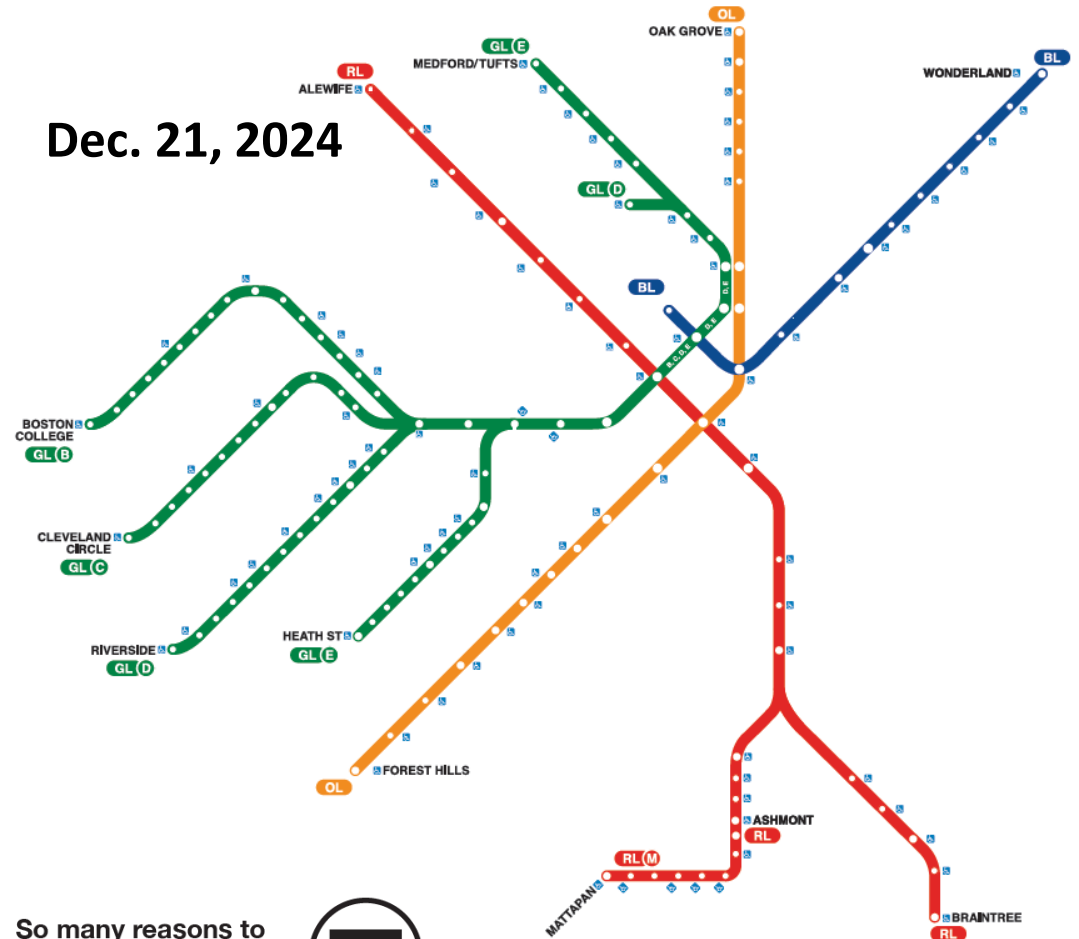 OL
OAK GROVE
GL E
MEDFORD/TUFTS
BL
WONDERLAND
RL
ALEWIFE
Dec. 21, 2024
GL D
BL
D, E
D, E
B, C, D, E
BOSTON
COLLEGE
GL B
CLEVELAND
CIRCLE
GL C
RIVERSIDE
GL D
HEATH ST
GL E
FOREST HILLS
OL
ASHMONT
RL
RL M
MATTAPAN
BRAINTREE
RL
So many reasons to